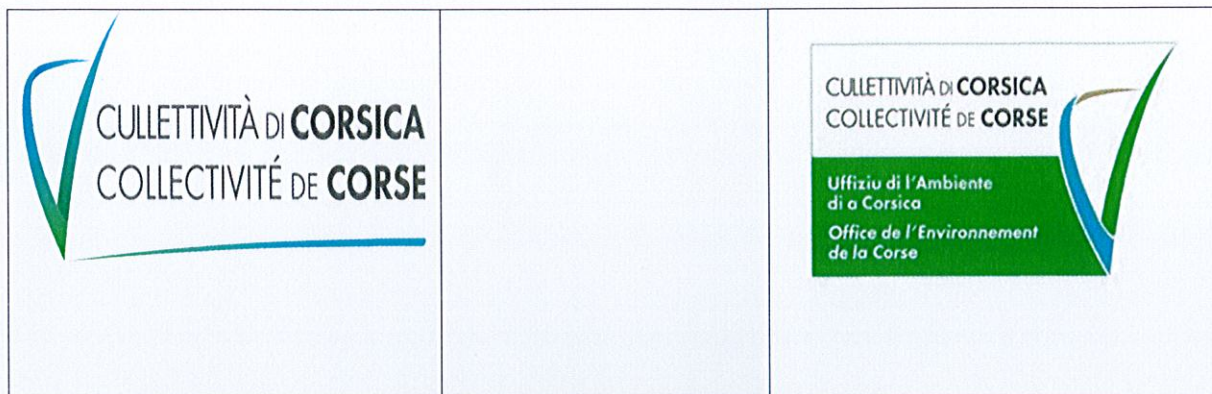 CULLETTIVITÀ DI CORSICA
COLLECTIVITÉ DE CORSE
CULLETTIVITÀ DI CORSICA
COLLECTIVITÉ DE CORSE
Uffiziu di l'Ambiente
di a Corsica
Office de l'Environnement
de la Corse